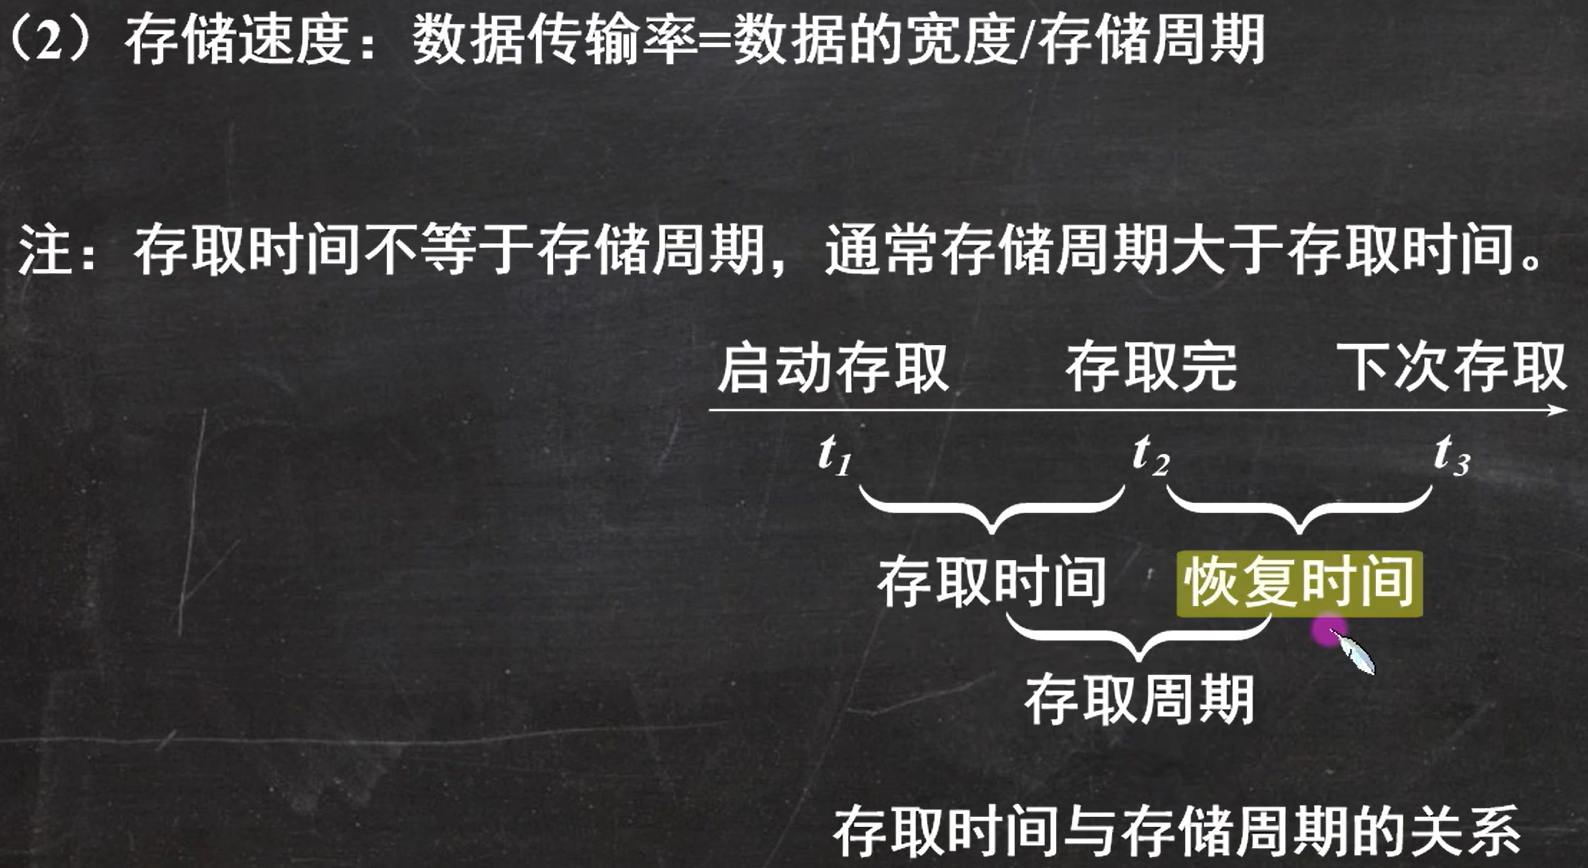 （2）存储速度：数据传输率=数据的宽度/存储周期
注：存取时间不等于存储周期，通常存储周期大于存取时间。
启动存取 存取完 下次存取
t1 t2 t3
存取时间 恢复时间
存取周期
存取时间与存储周期的关系